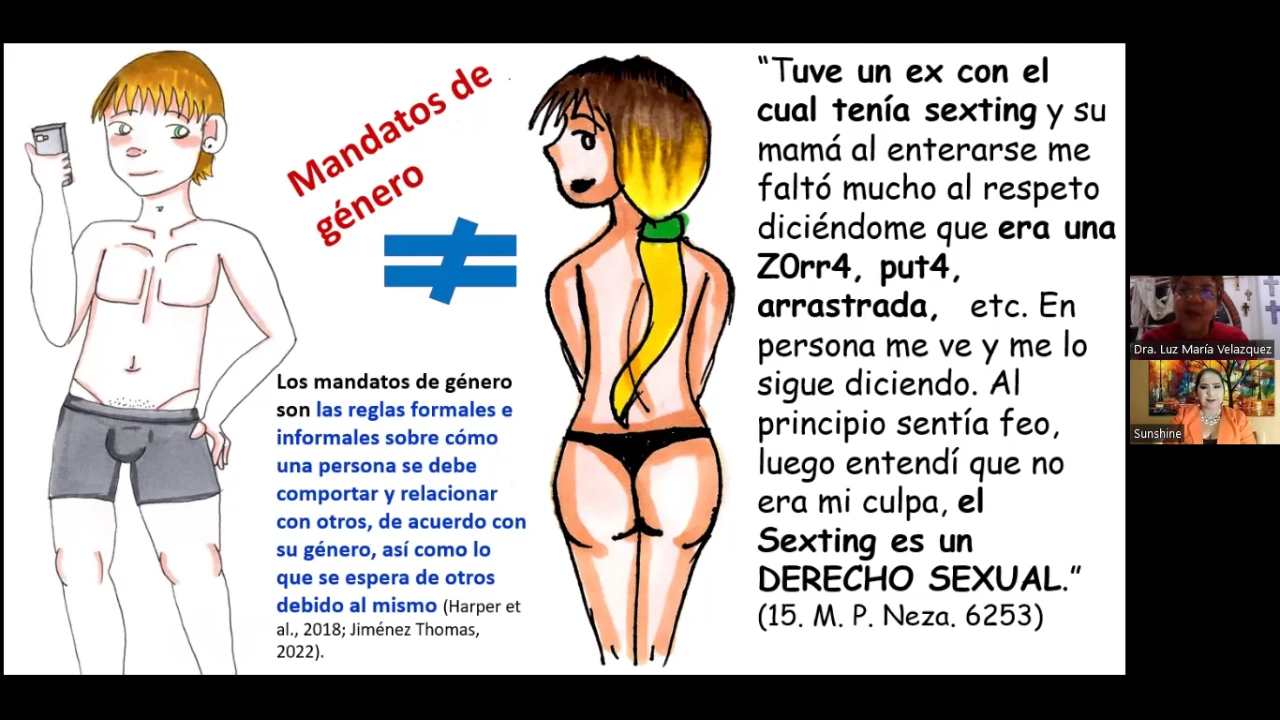 Mandatos de
género
Los mandatos de género
son las reglas formales e
informales sobre cómo
una persona se debe
comportar y relacionar
con otros, de acuerdo con
su género, así como lo
que se espera de otros
debido al mismo (Harper et
al., 2018; Jiménez Thomas,
2022).
“Tuve un ex con el
cual tenía sexting y su
mamá al enterarse me
faltó mucho al respeto
diciéndome que era una
Z0rr4, put4,
arrastrada, etc. En
persona me ve y me lo
sigue diciendo. Al
principio sentía feo,
luego entendí que no
era mi culpa, el
Sexting es un
DERECHO SEXUAL.”
(15. M. P. Neza. 6253)
Dra. Luz María Velazquez
Sunshine